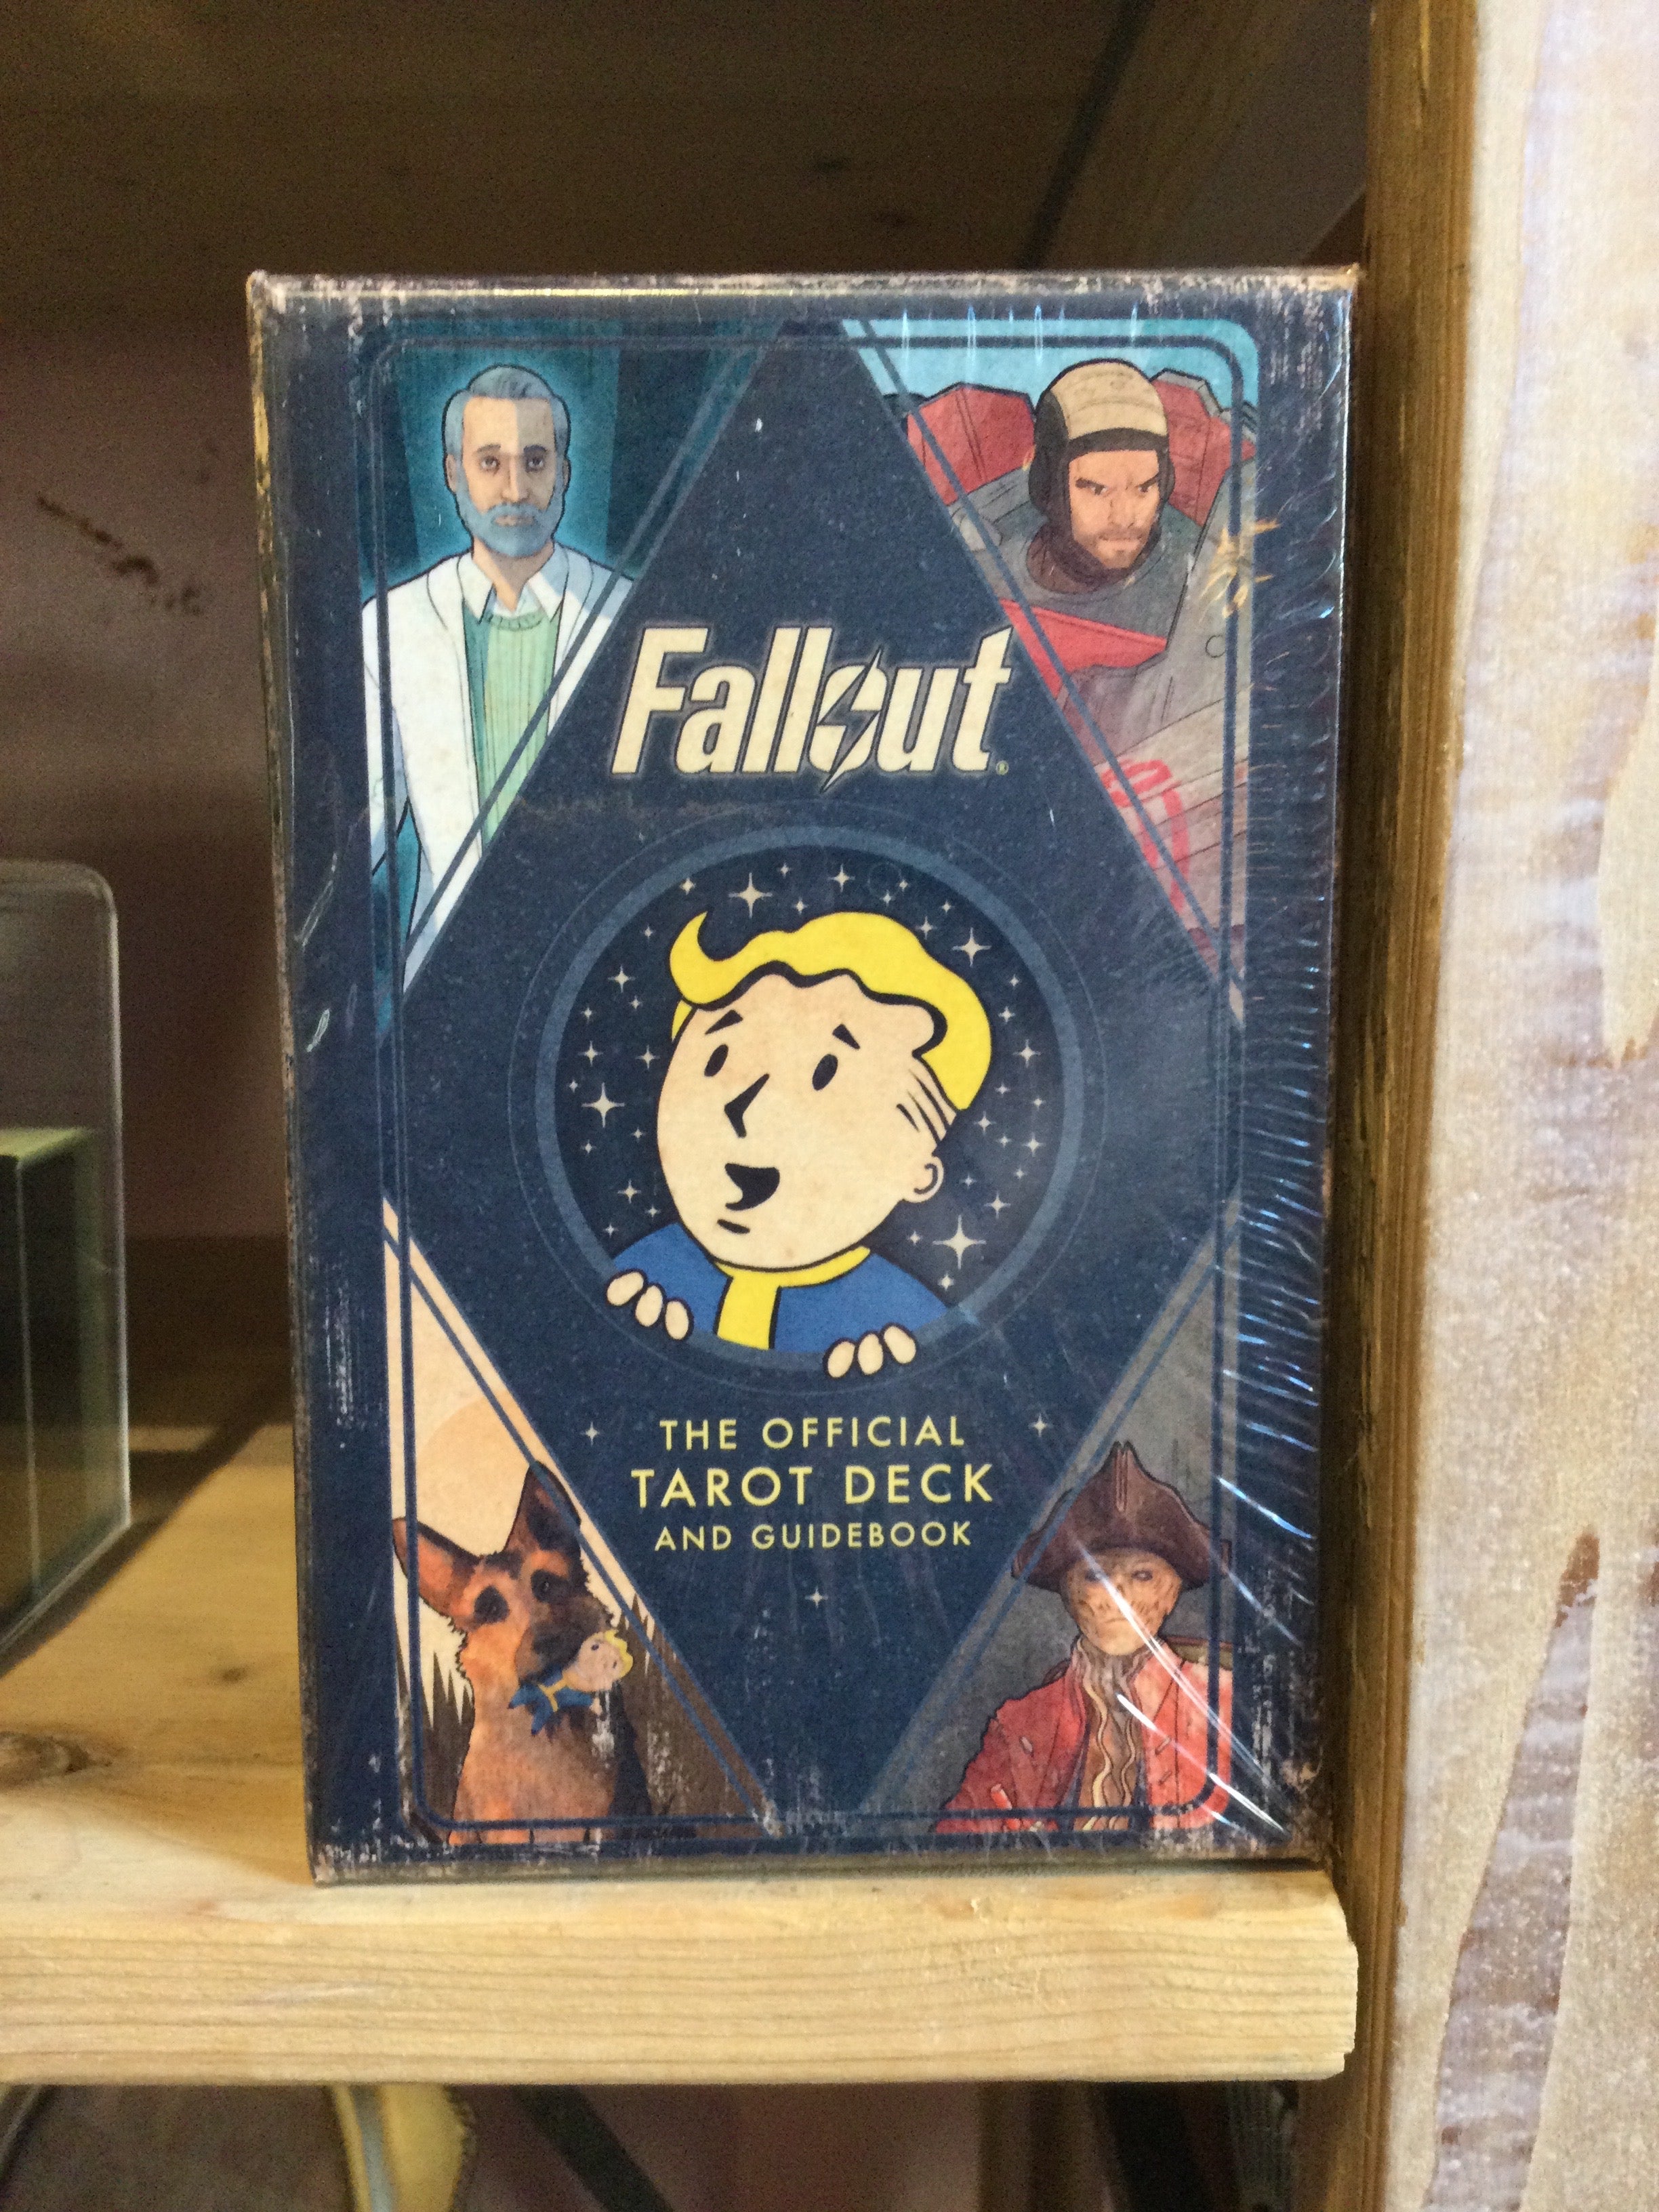 Fallout®
THE OFFICIAL
TAROT DECK
AND GUIDEBOOK